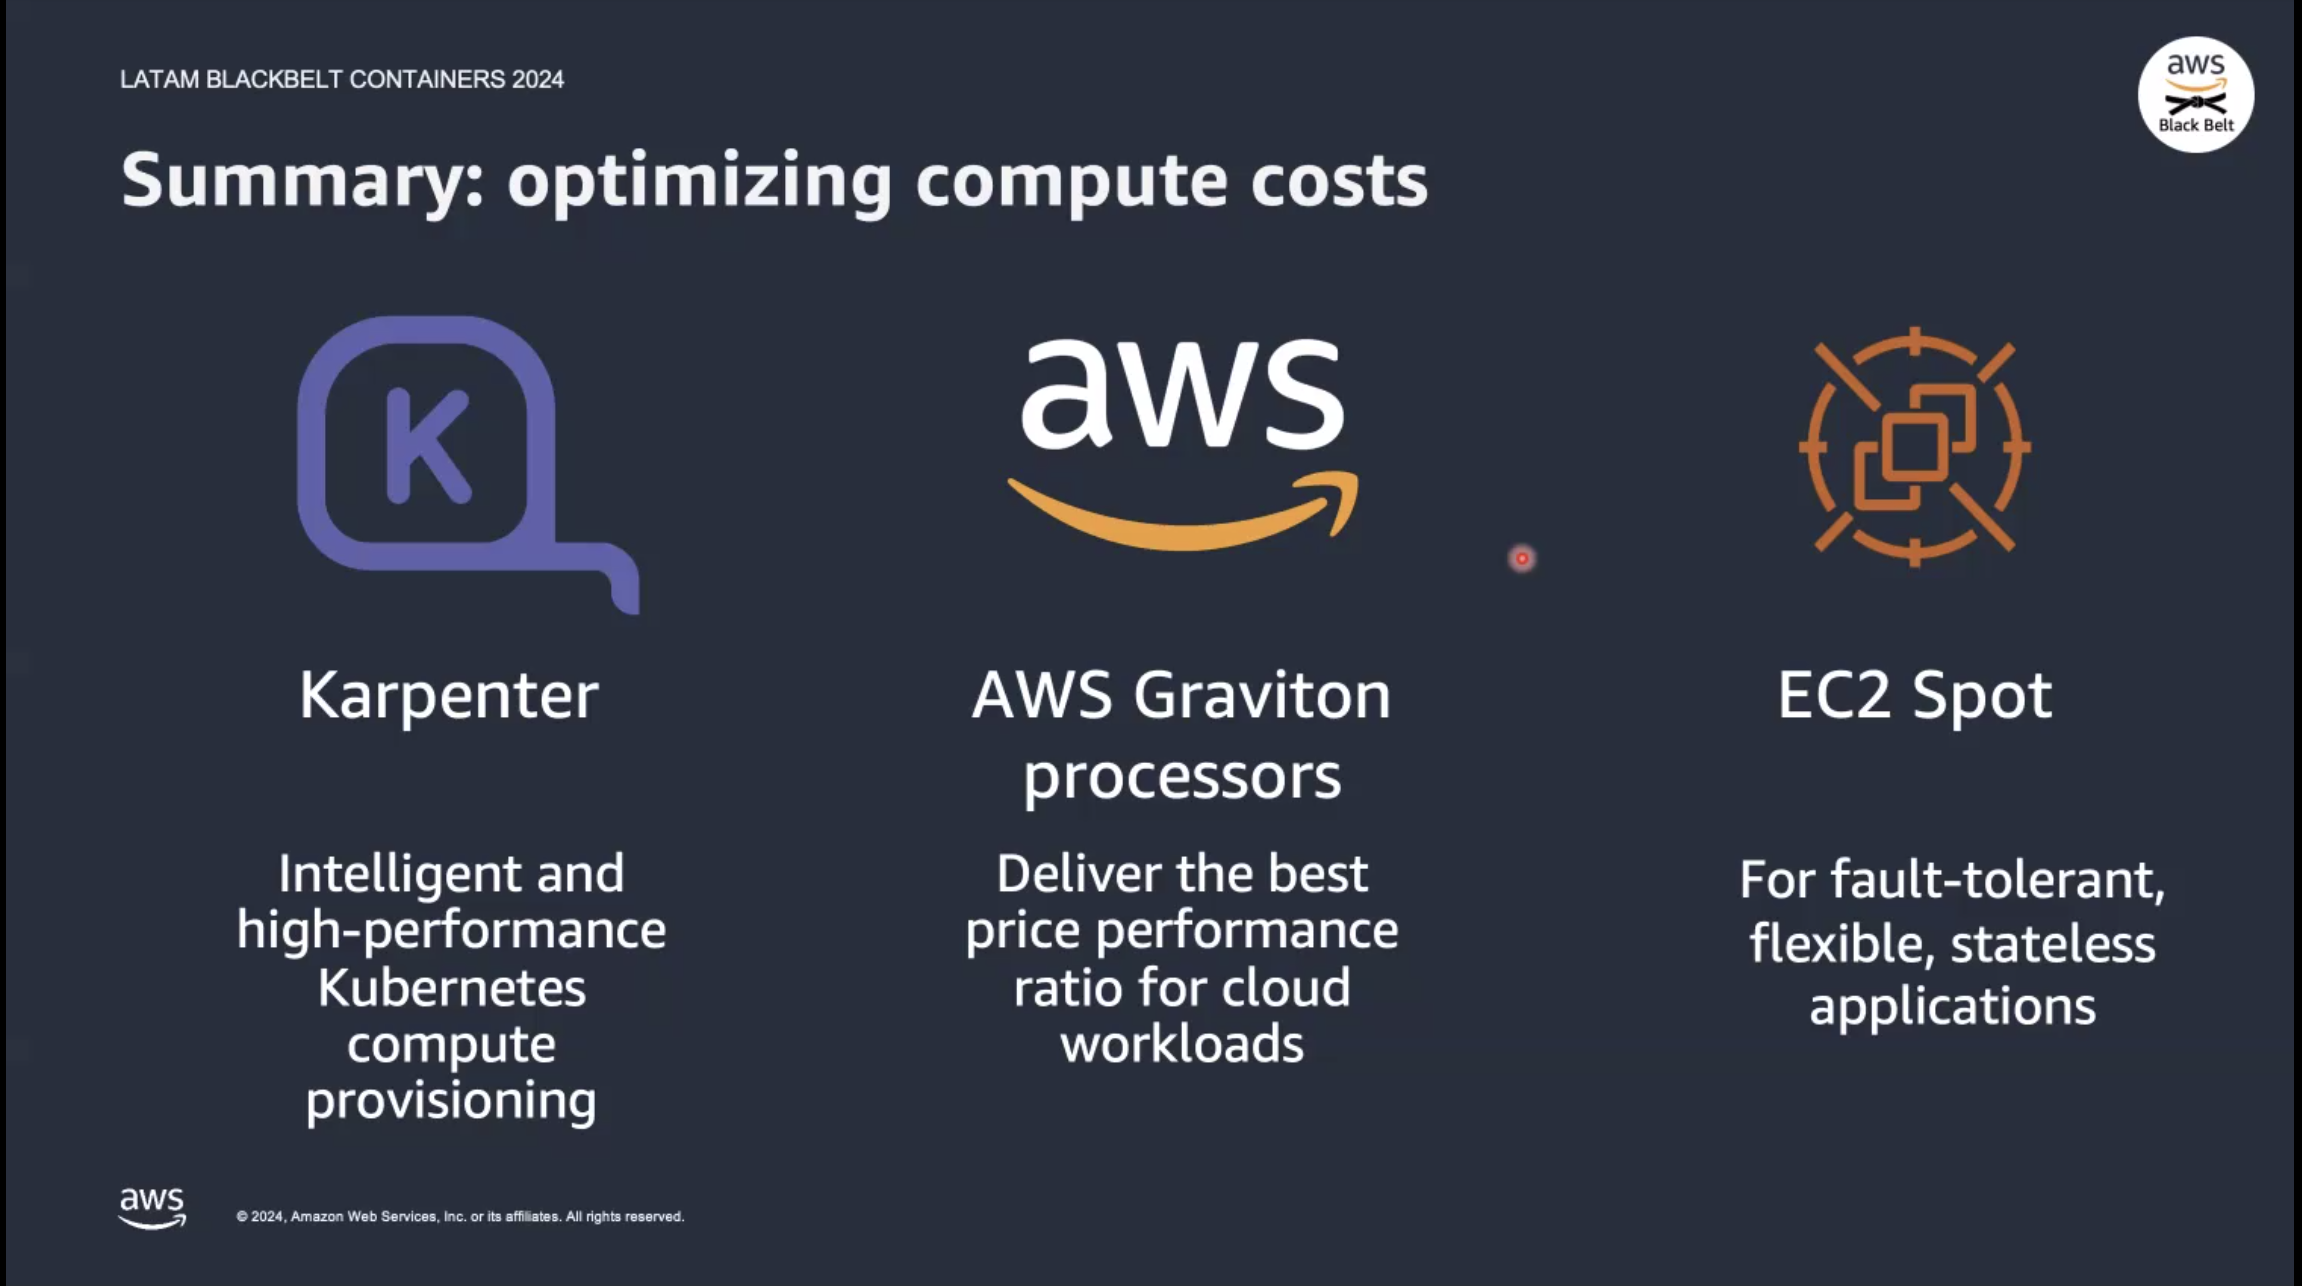 LATAM BLACKBELT CONTAINERS 2024
aws
Black Belt
Summary: optimizing compute costs
K
aws
Karpenter
AWS Graviton
processors
EC2 Spot
Intelligent and
high-performance
Kubernetes
compute
provisioning
Deliver the best
price performance
ratio for cloud
workloads
For fault-tolerant,
flexible, stateless
applications
aws
© 2024, Amazon Web Services, Inc. or its affiliates. All rights reserved.